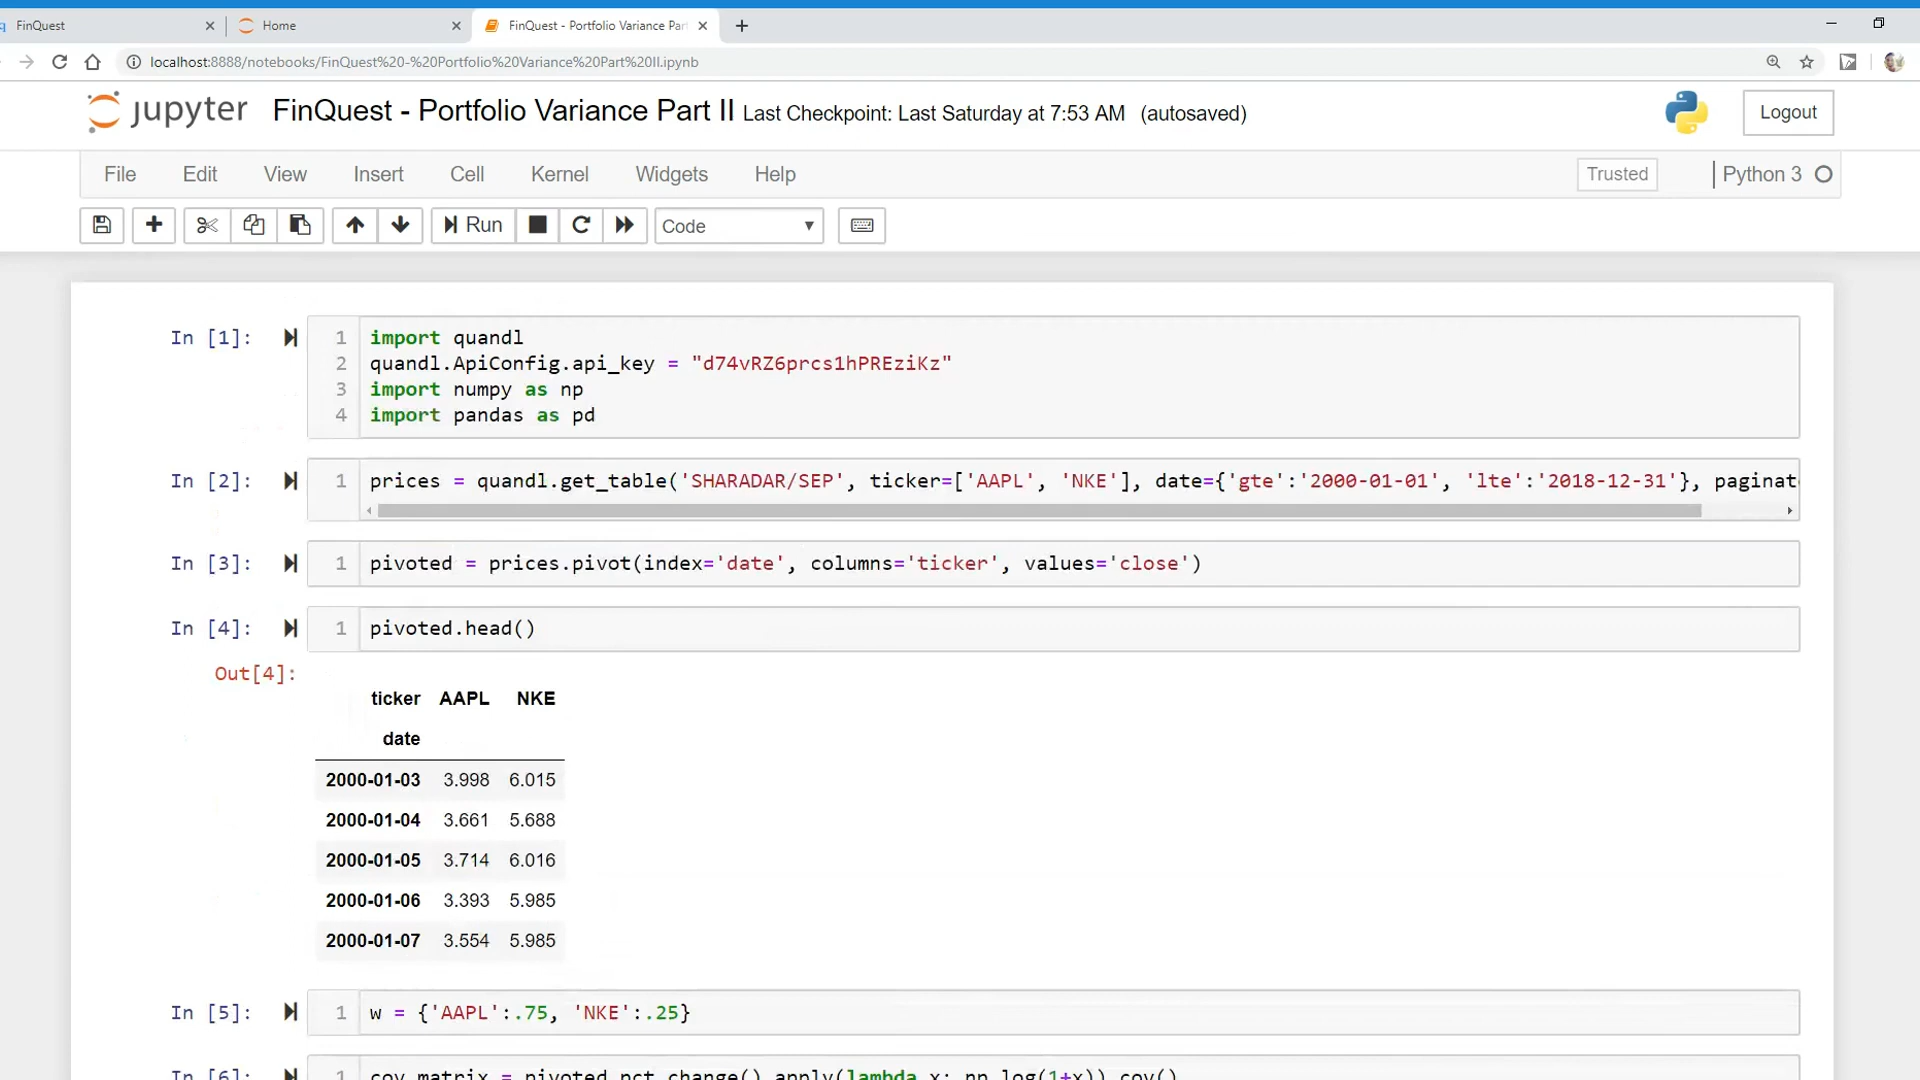 FinQuest
Home
FinQuest - Portfolio Variance Part
localhost:8888/notebooks/FinQuest%20-%20Portfolio%20Variance%20Part%20II.ipynb
jupyter FinQuest - Portfolio Variance Part II Last Checkpoint: Last Saturday at 7:53 AM (autosaved)
Logout
File Edit View Insert Cell Kernel Widgets Help
Trusted
Python 3
Run
Code
In [1]:
1 import quandl
2 quandl.ApiConfig.api_key = "d74vRZ6prcs1hPREziKz"
3 import numpy as np
4 import pandas as pd
In [2]:
1 prices = quandl.get_table('SHARADAR/SEP', ticker=['AAPL', 'NKE'], date={'gte':'2000-01-01', 'lte':'2018-12-31'}, paginat
In [3]:
1 pivoted = prices.pivot(index='date', columns='ticker', values='close')
In [4]:
1 pivoted.head()
Out[4]:
ticker AAPL NKE
date
2000-01-03 3.998 6.015
2000-01-04 3.661 5.688
2000-01-05 3.714 6.016
2000-01-06 3.393 5.985
2000-01-07 3.554 5.985
In [5]:
1 w = {'AAPL':.75, 'NKE':.25}
In [6]:
1 cov_matrix = pivoted.pct_change().apply(lambda x: np.log(1+x)).cov()